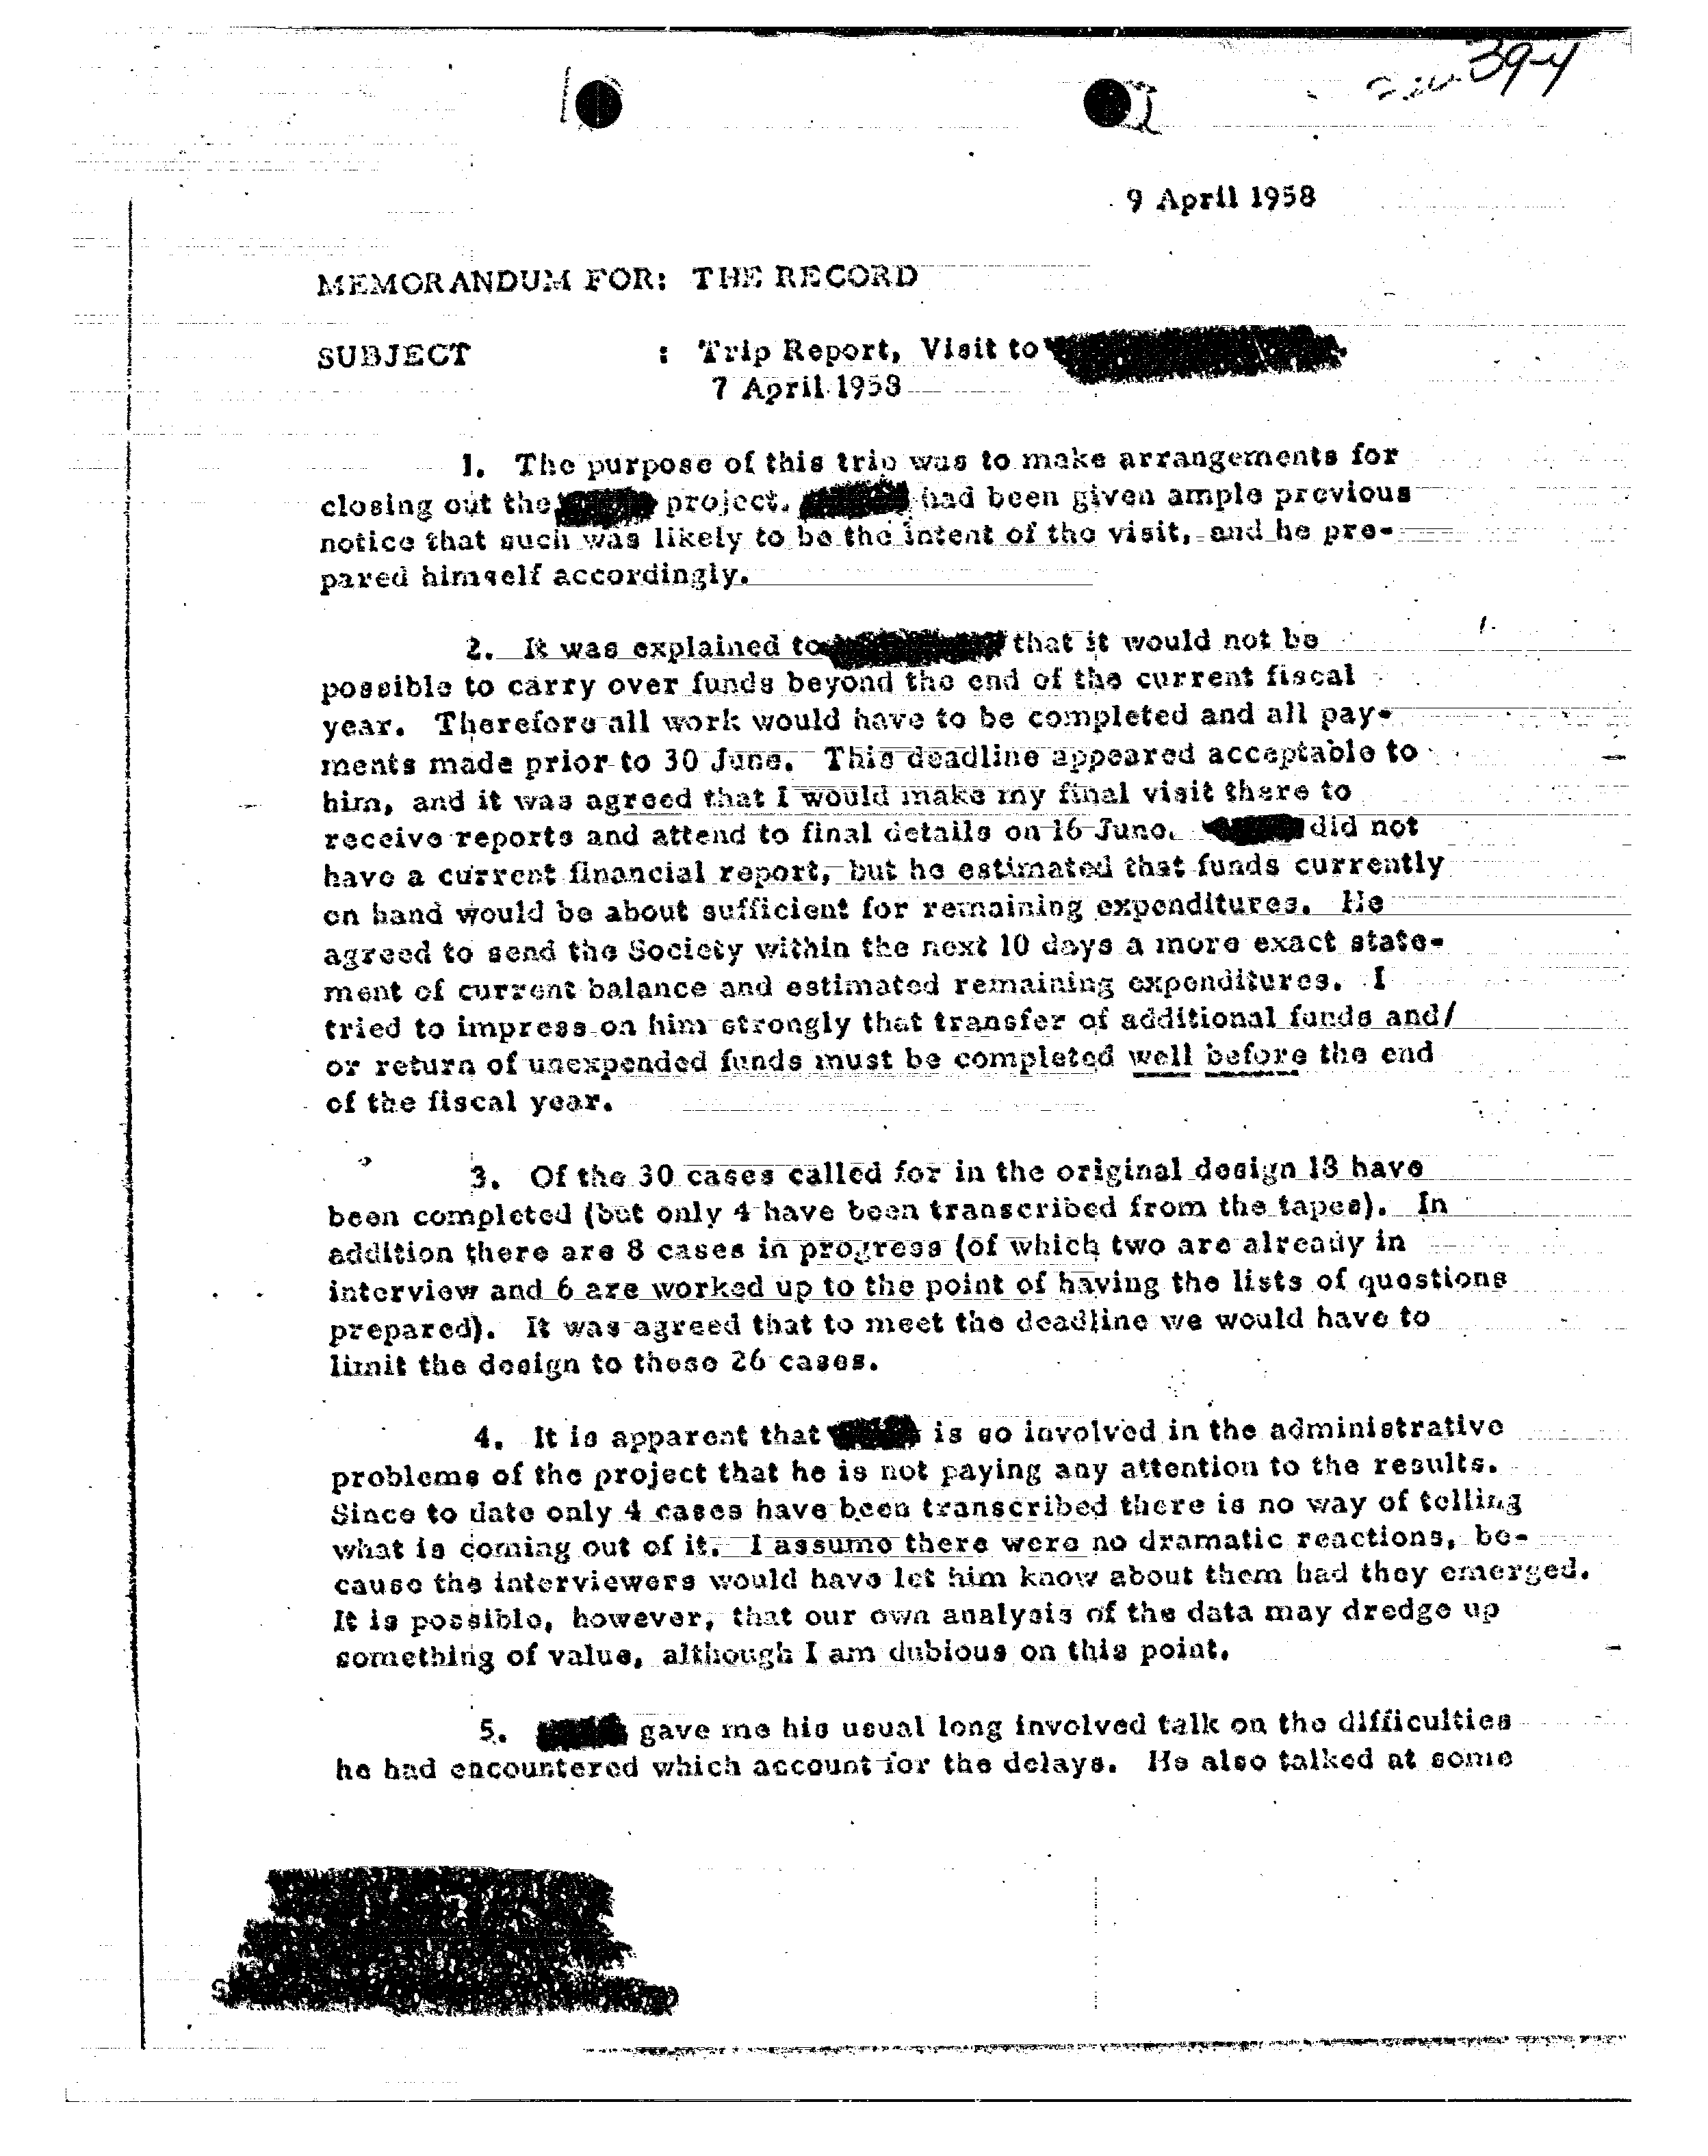 39-4
9 April 1958
MEMORANDUM FOR: THE RECORD
SUBJECT : Trip Report, Visit to
7 April 1958
1. The purpose of this trip was to make arrangements for
closing out the project. had been given ample previous
notice that such was likely to be the intent of the visit, and he pre-
pared himself accordingly.
2. It was explained to that it would not be
possible to carry over funds beyond the end of the current fiscal
year. Therefore all work would have to be completed and all pay-
ments made prior to 30 June. This deadline appeared acceptable to
him, and it was agreed that I would make my final visit there to
receive reports and attend to final details on 16 June. did not
have a current financial report, but he estimated that funds currently
on hand would be about sufficient for remaining expenditures. He
agreed to send the Society within the next 10 days a more exact state-
ment of current balance and estimated remaining expenditures. I
tried to impress on him strongly that transfer of additional funds and/
or return of unexpended funds must be completed well before the end
of the fiscal year.
3. Of the 30 cases called for in the original design 18 have
been completed (but only 4 have been transcribed from the tapes). In
addition there are 8 cases in progress (of which two are already in
interview and 6 are worked up to the point of having the lists of questions
prepared). It was agreed that to meet the deadline we would have to
limit the design to these 26 cases.
4. It is apparent that is so involved in the administrative
problems of the project that he is not paying any attention to the results.
Since to date only 4 cases have been transcribed there is no way of telling
what is coming out of it. I assume there were no dramatic reactions, be-
cause the interviewers would have let him know about them had they emerged.
It is possible, however, that our own analysis of the data may dredge up
something of value, although I am dubious on this point.
5. gave me his usual long involved talk on the difficulties
he had encountered which account for the delays. He also talked at some